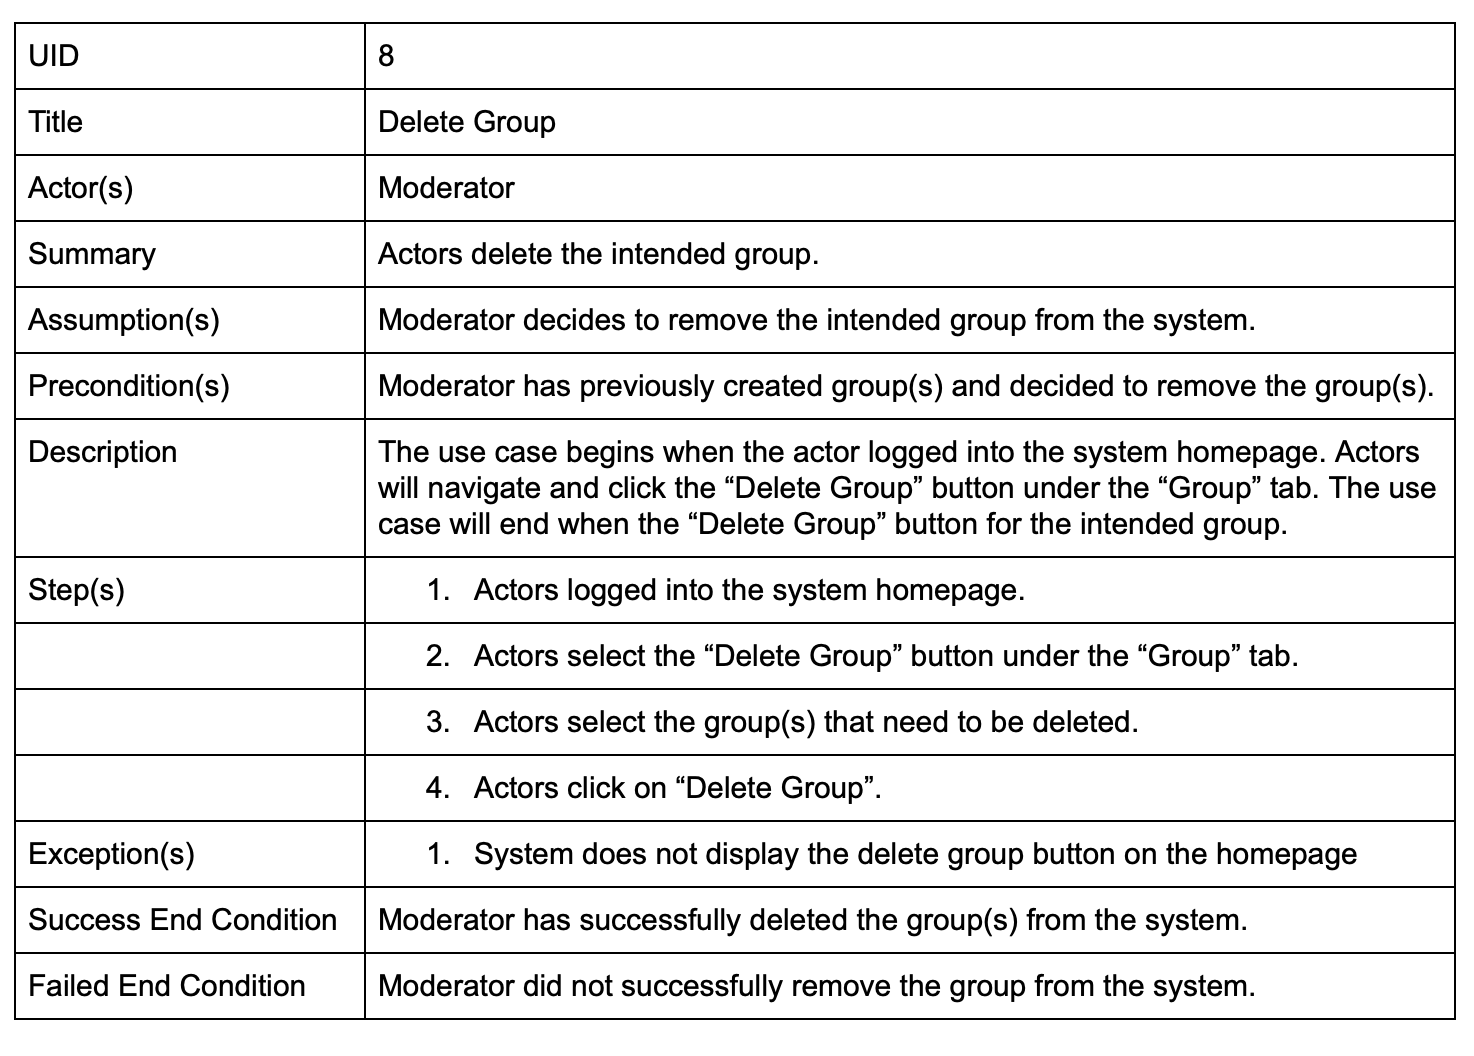 UID 8
Title Delete Group
Actor(s) Moderator
Summary Actors delete the intended group.
Assumption(s) Moderator decides to remove the intended group from the system.
Precondition(s) Moderator has previously created group(s) and decided to remove the group(s).
Description The use case begins when the actor logged into the system homepage. Actors
will navigate and click the “Delete Group” button under the “Group” tab. The use
case will end when the “Delete Group” button for the intended group.
Step(s) 1. Actors logged into the system homepage.
2. Actors select the “Delete Group” button under the “Group” tab.
3. Actors select the group(s) that need to be deleted.
4. Actors click on “Delete Group”.
Exception(s) 1. System does not display the delete group button on the homepage
Success End Condition Moderator has successfully deleted the group(s) from the system.
Failed End Condition Moderator did not successfully remove the group from the system.